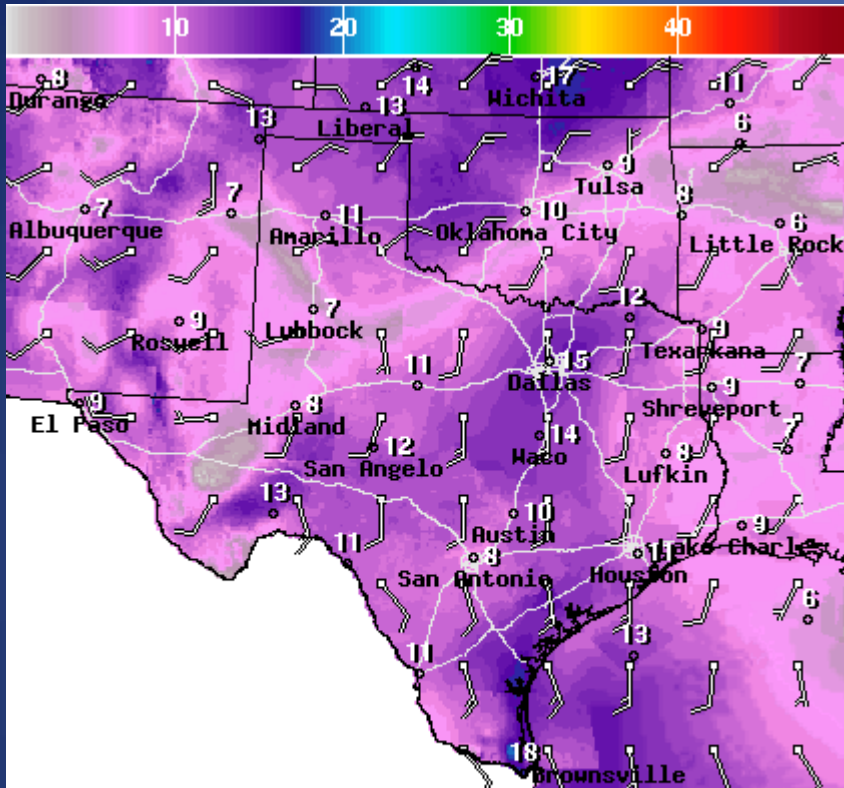 10 20 30 40
8 14 17 11
Durango Wichita
13 13
Liberal
6
9
Tulsa
7 7 11 10 8 6
Albuquerque Amarillo Oklahoma City Little Rock
7 12
9 Lubbock 9
Roswell Texarkana
15
11 Dallas 7
9 8 9
El Paso Midland Shreveport
12 14 8 7
San Angelo Waco Lufkin
13 10 9
Austin
11 8 11 Lake Charles
San Antonio Houston
6
13
11
18
Brownsville